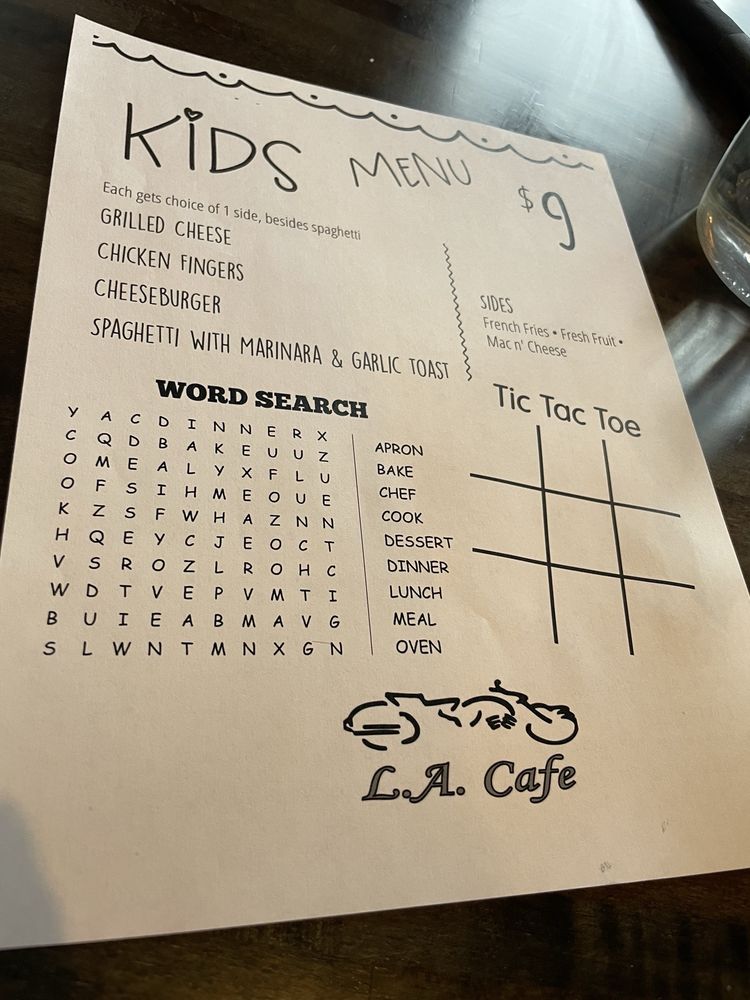 KIDS MENU
$9
Each gets choice of 1 side, besides spaghetti
GRILLED CHEESE
CHICKEN FINGERS
CHEESEBURGER
SPAGHETTI WITH MARINARA & GARLIC TOAST
SIDES
French Fries • Fresh Fruit •
Mac n' Cheese
WORD SEARCH
Y A C D I N N E R X
C Q D B A K E U U Z
O M E A L Y X F L U
O F S I H M E O U E
K Z S F W H A Z N N
H Q E Y C J E O C T
V S R O Z L R O H C
W D T V E P V M T I
B U I E A B M A V G
S L W N T M N X G N
APRON
BAKE
CHEF
COOK
DESSERT
DINNER
LUNCH
MEAL
OVEN
Tic Tac Toe
L.A. Cafe